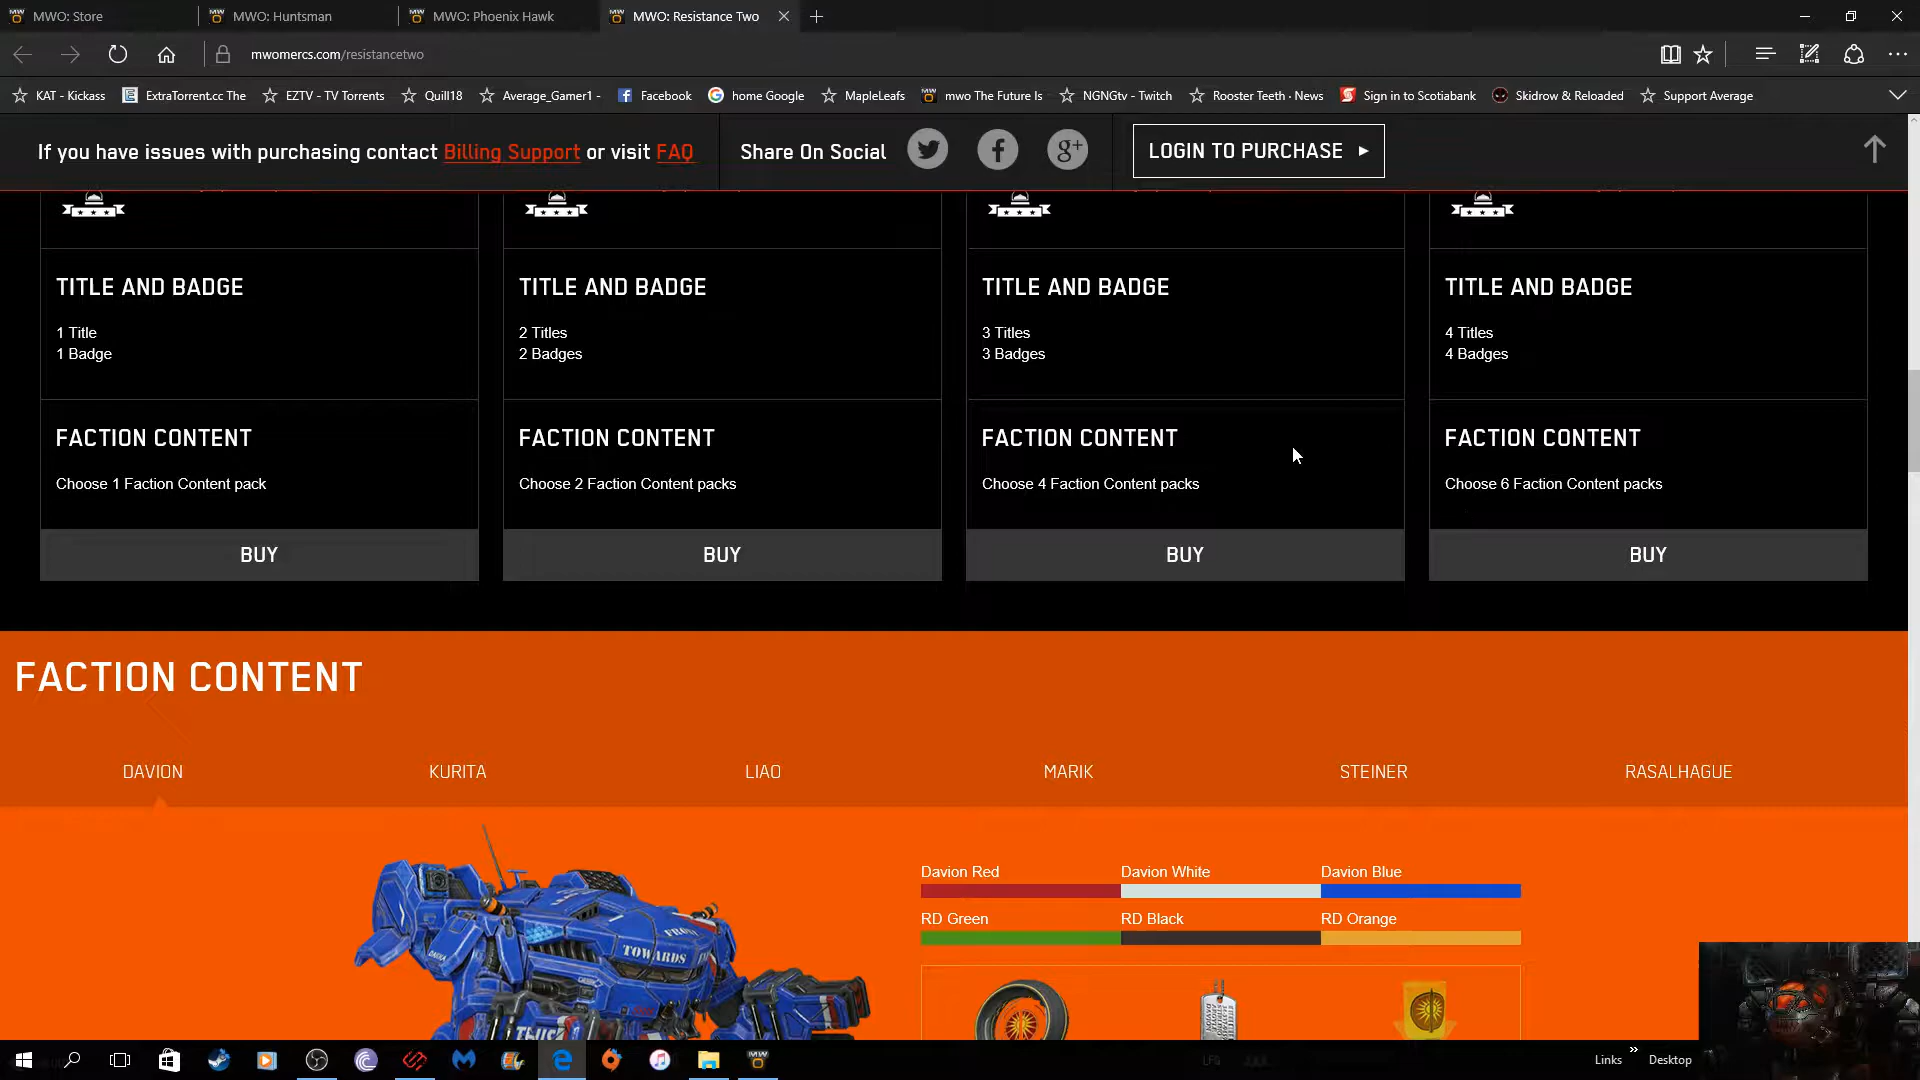 MWO: Store
MWO: Huntsman
MWO: Phoenix Hawk
MWO: Resistance Two
mwomercs.com/resistancetwo
KAT - Kickass
ExtraTorrent.cc The
EZTV - TV Torrents
Quill18
Average_Gamer1 -
Facebook
home Google
MapleLeafs
mwo The Future Is
NGNGtv - Twitch
Rooster Teeth · News
Sign in to Scotiabank
Skidrow & Reloaded
Support Average
If you have issues with purchasing contact Billing Support or visit FAQ
Share On Social
LOGIN TO PURCHASE
TITLE AND BADGE
1 Title
1 Badge
FACTION CONTENT
Choose 1 Faction Content pack
BUY
TITLE AND BADGE
2 Titles
2 Badges
FACTION CONTENT
Choose 2 Faction Content packs
BUY
TITLE AND BADGE
3 Titles
3 Badges
FACTION CONTENT
Choose 4 Faction Content packs
BUY
TITLE AND BADGE
4 Titles
4 Badges
FACTION CONTENT
Choose 6 Faction Content packs
BUY
FACTION CONTENT
DAVION
KURITA
LIAO
MARIK
STEINER
RASALHAGUE
Davion Red
Davion White
Davion Blue
RD Green
RD Black
RD Orange
TOWARDS
FRONT
Links
Desktop